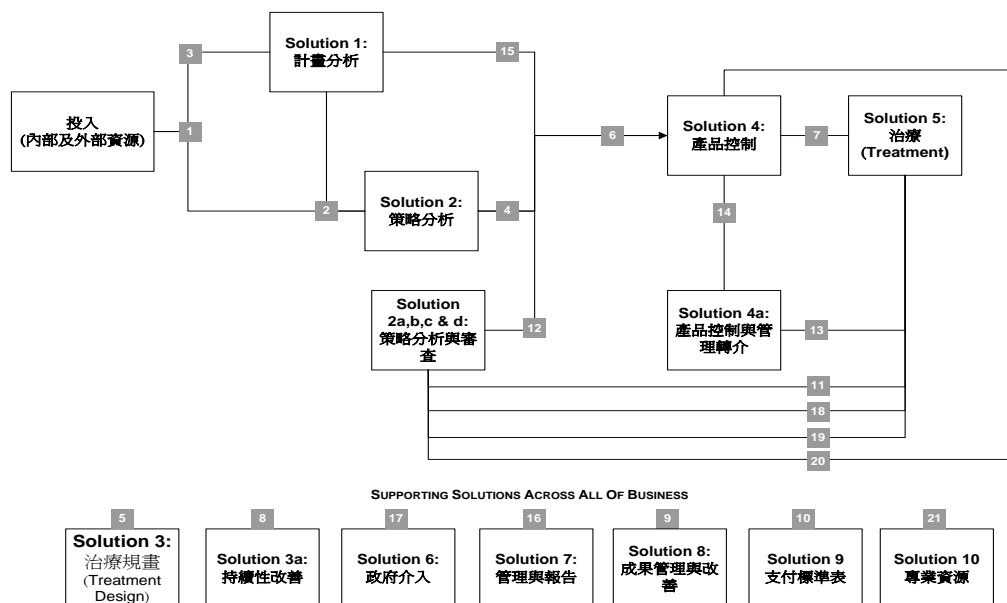 投入
(內部及外部資源)
1
3
Solution 1:
計畫分析
15
2
Solution 2:
策略分析
4
Solution
2a,b,c & d:
策略分析與審
查
12
6
Solution 4:
產品控制
7
Solution 5:
治療
(Treatment)
14
Solution 4a:
產品控制與管
理轉介
13
11
18
19
20
SUPPORTING SOLUTIONS ACROSS ALL OF BUSINESS
5
Solution 3:
治療規畫
(Treatment
Design)
8
Solution 3a:
持續性改善
17
Solution 6:
政府介入
16
Solution 7:
管理與報告
9
Solution 8:
成果管理與改
善
10
Solution 9
支付標準表
21
Solution 10
專業資源